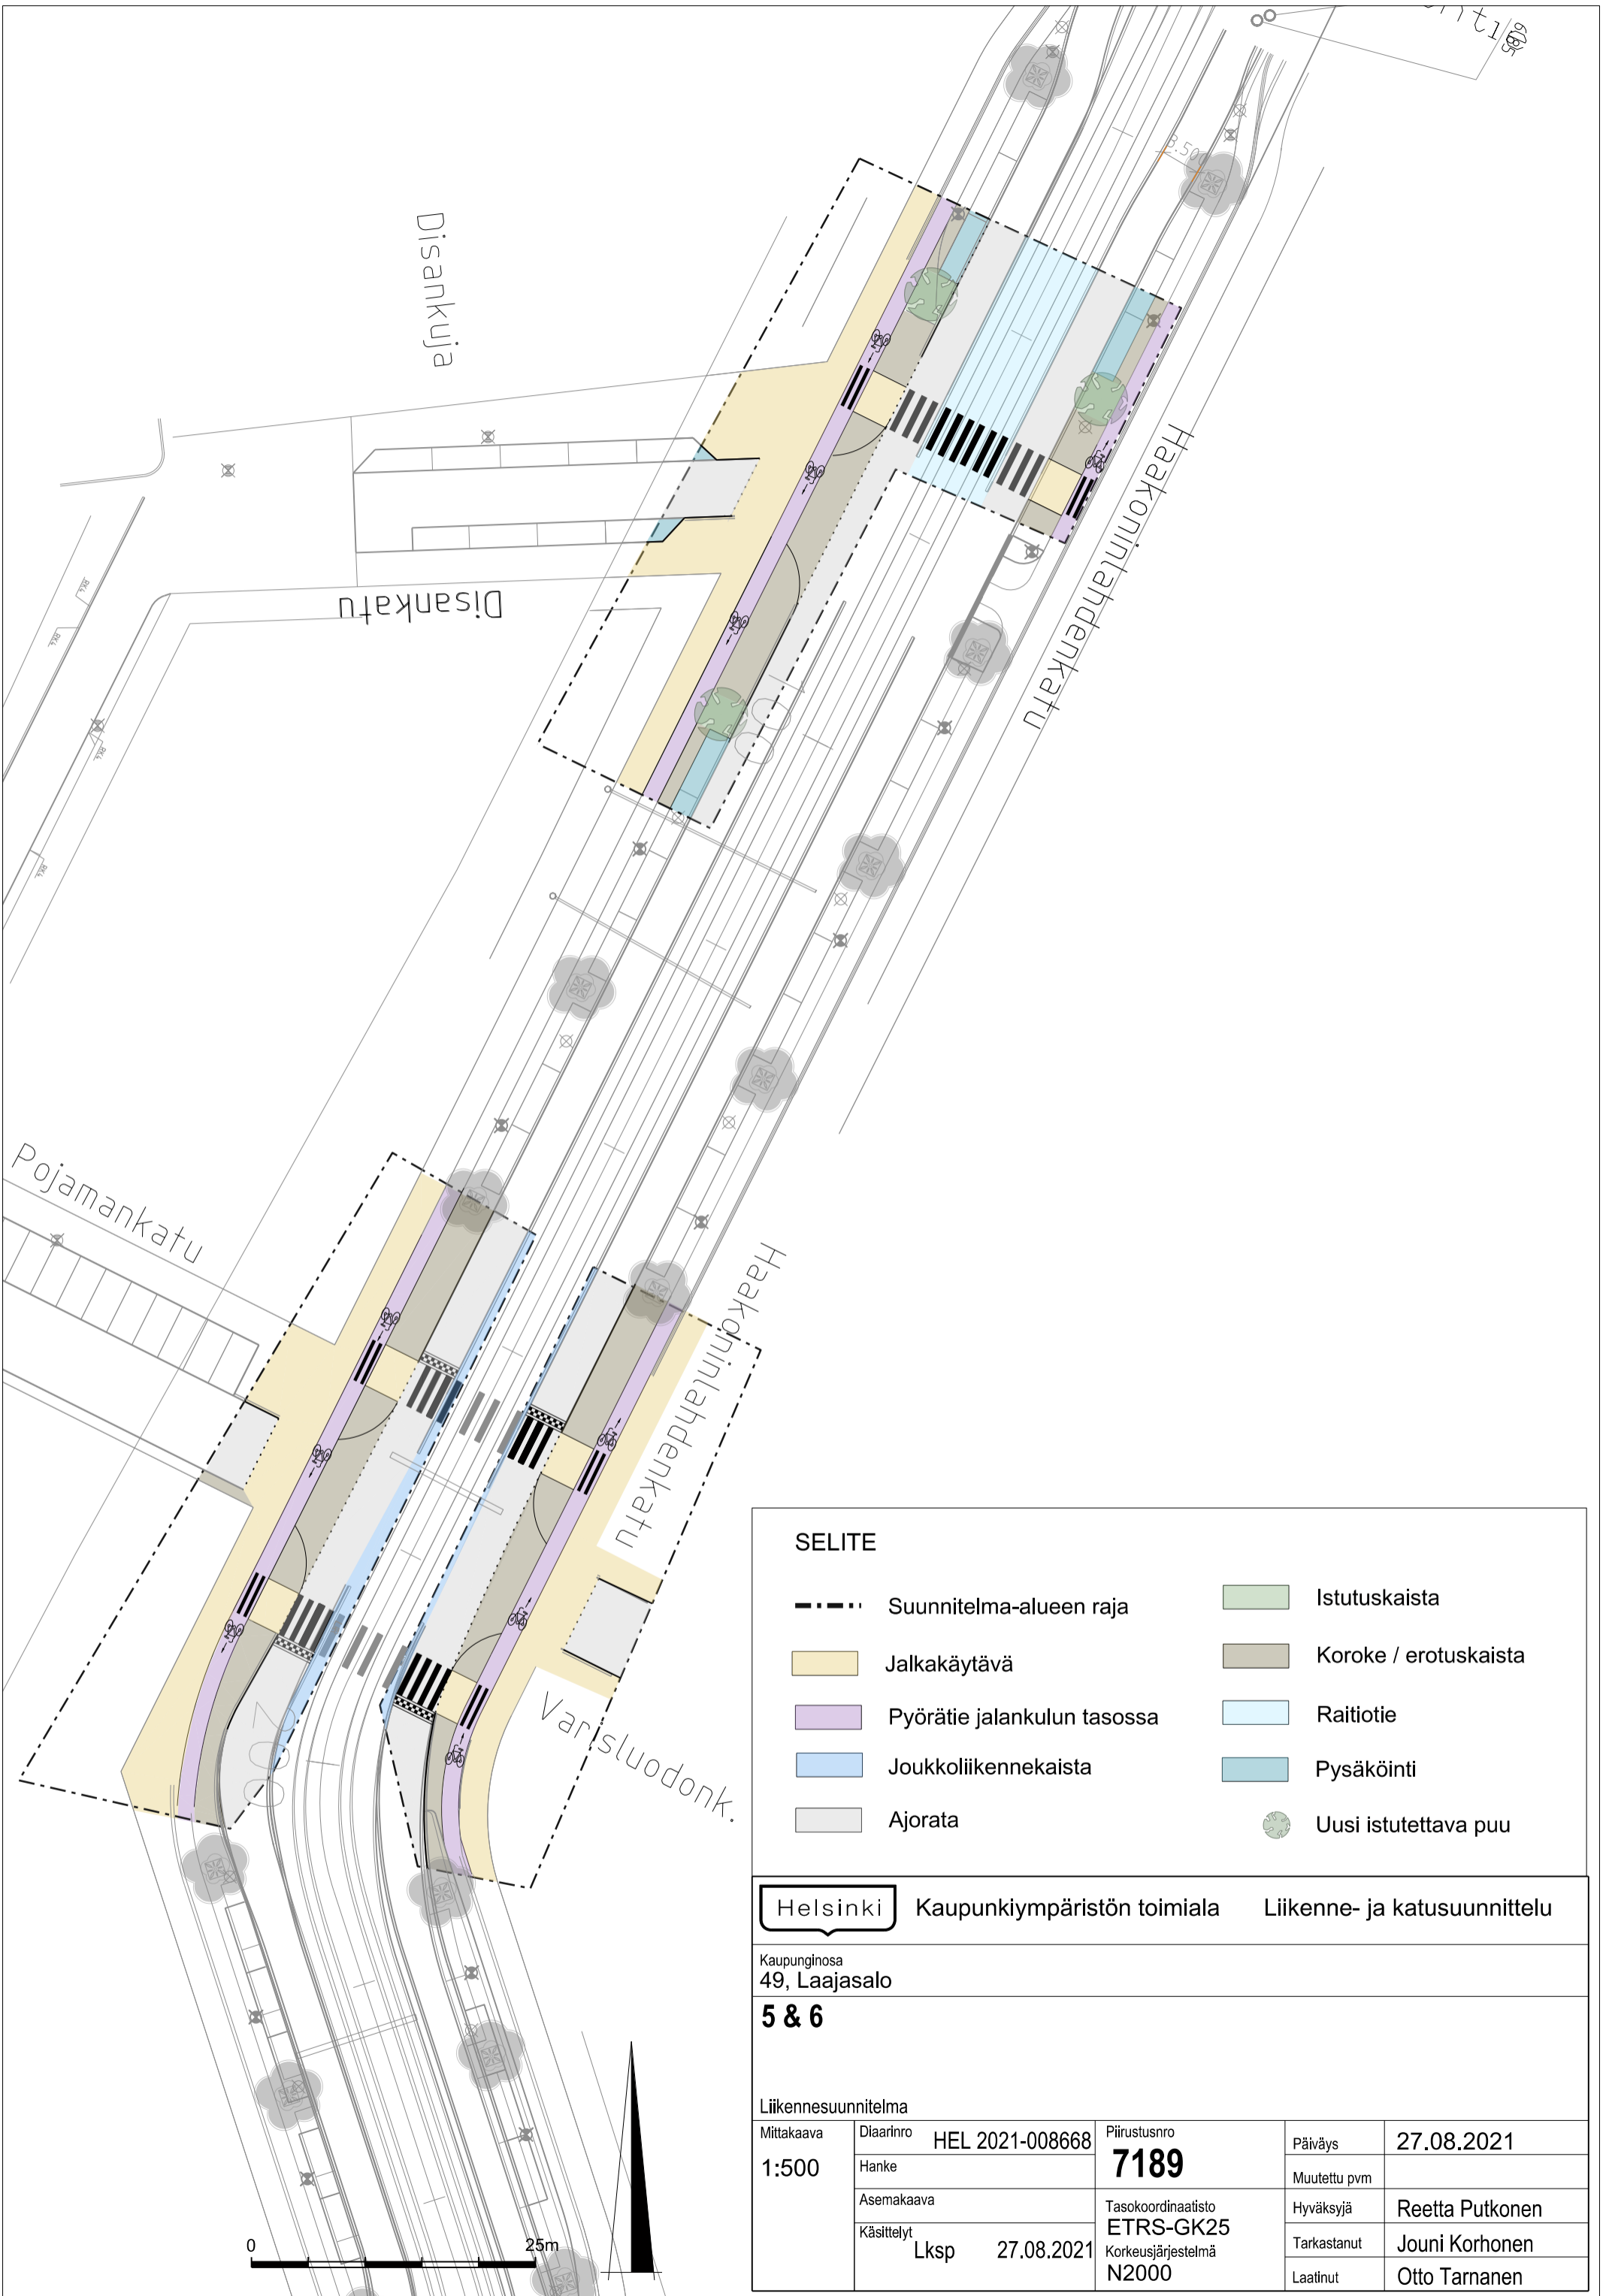 Disankuja
Disankatu
Haakoninlahdenkatu
3.500
Pojamankatu
Haakoninlahdenkatu
Varisluodonk.
SELITE
Suunnitelma-alueen raja
Jalkakäytävä
Pyörätie jalankulun tasossa
Joukkoliikennekaista
Ajorata
Istutuskaista
Koroke / erotuskaista
Raitiotie
Pysäköinti
Uusi istutettava puu
Helsinki Kaupunkiympäristön toimiala Liikenne- ja katusuunnittelu
Kaupunginosa
49, Laajasalo
5 & 6
Liikennesuunnitelma
Mittakaava
1:500
Diaarinro HEL 2021-008668
Hanke
Asemakaava
Käsittelyt
Lksp 27.08.2021
Piirustusnro
7189
Tasokoordinaatisto
ETRS-GK25
Korkeusjärjestelmä
N2000
Päiväys 27.08.2021
Muutettu pvm
Hyväksyjä Reetta Putkonen
Tarkastanut Jouni Korhonen
Laatinut Otto Tarnanen
0 25m